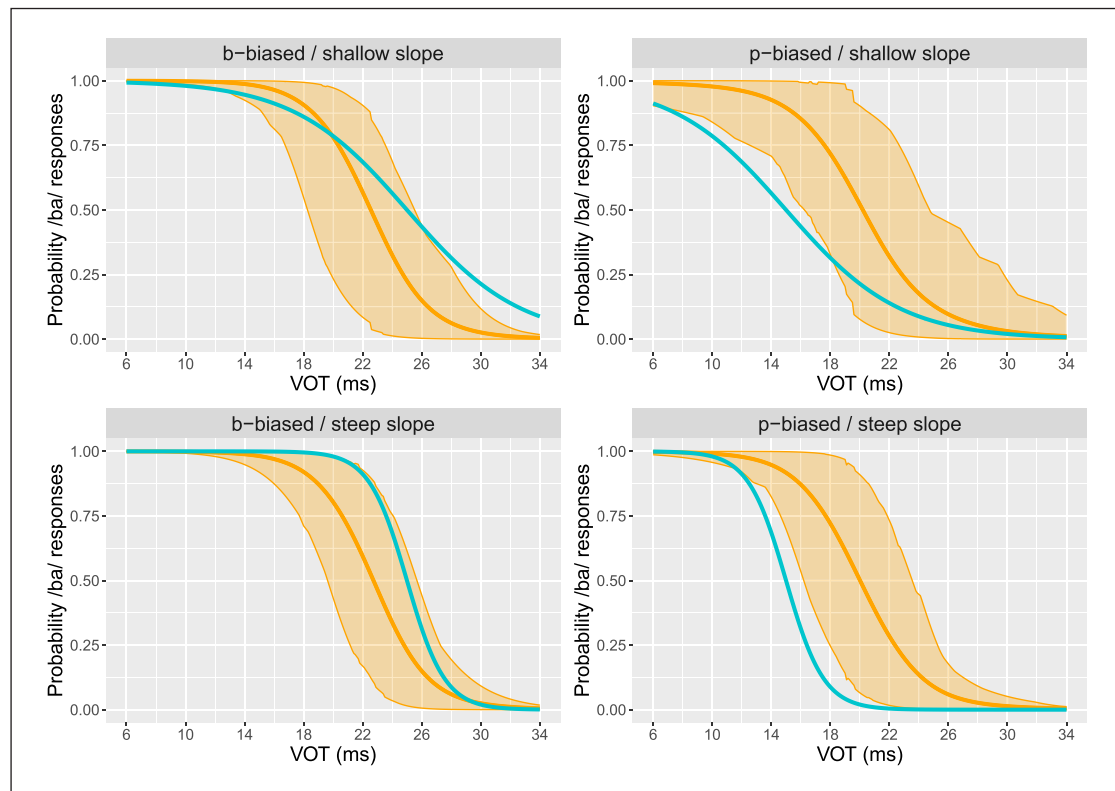 b−biased / shallow slope
p−biased / shallow slope
Probability /ba/ responses
1.00
0.75
0.50
0.25
0.00
6 10 14 18 22 26 30 34
VOT (ms)
Probability /ba/ responses
1.00
0.75
0.50
0.25
0.00
6 10 14 18 22 26 30 34
VOT (ms)
b−biased / steep slope
p−biased / steep slope
Probability /ba/ responses
1.00
0.75
0.50
0.25
0.00
6 10 14 18 22 26 30 34
VOT (ms)
Probability /ba/ responses
1.00
0.75
0.50
0.25
0.00
6 10 14 18 22 26 30 34
VOT (ms)